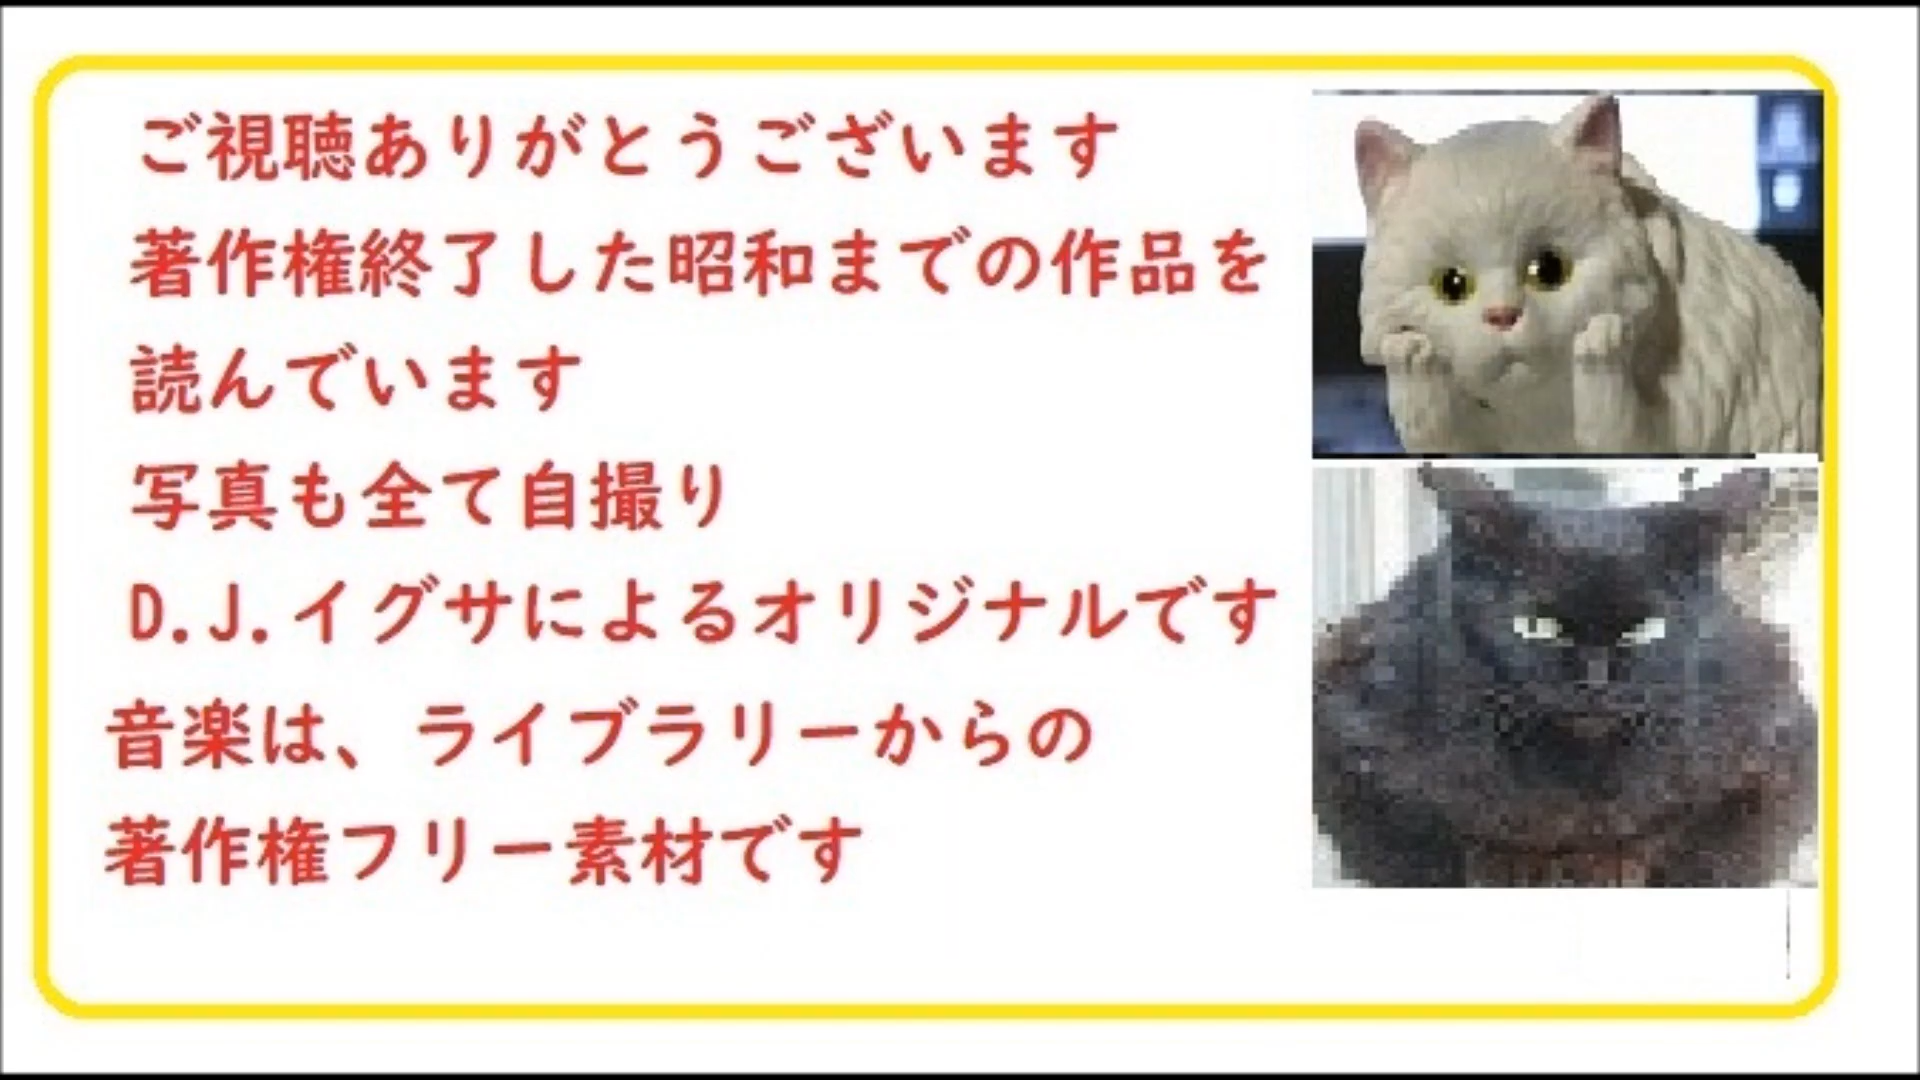 ご視聴ありがとうございます
著作権終了した昭和までの作品を
読んでいます
写真も全て自撮り
D.J.イグサによるオリジナルです
音楽は、ライブラリーからの
著作権フリー素材です